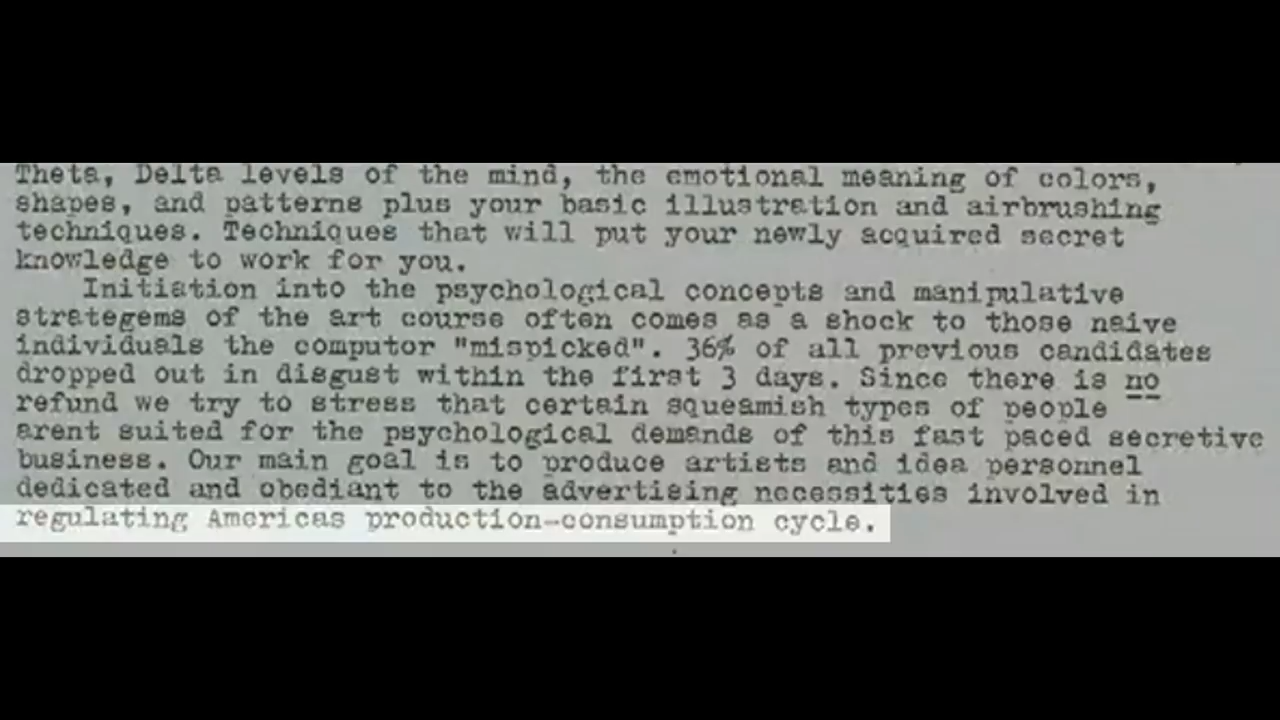 Theta, Delta levels of the mind, the emotional meaning of colors,
shapes, and patterns plus your basic illustration and airbrushing
techniques. Techniques that will put your newly acquired secret
knowledge to work for you.
Initiation into the psychological concepts and manipulative
strategems of the art course often comes as a shock to those naive
individuals the computor "mispicked". 36% of all previous candidates
dropped out in disgust within the first 3 days. Since there is no
refund we try to stress that certain squeamish types of people
arent suited for the psychological demands of this fast paced secretive
business. Our main goal is to produce artists and idea personnel
dedicated and obediant to the advertising necessities involved in
regulating Americas production-consumption cycle.